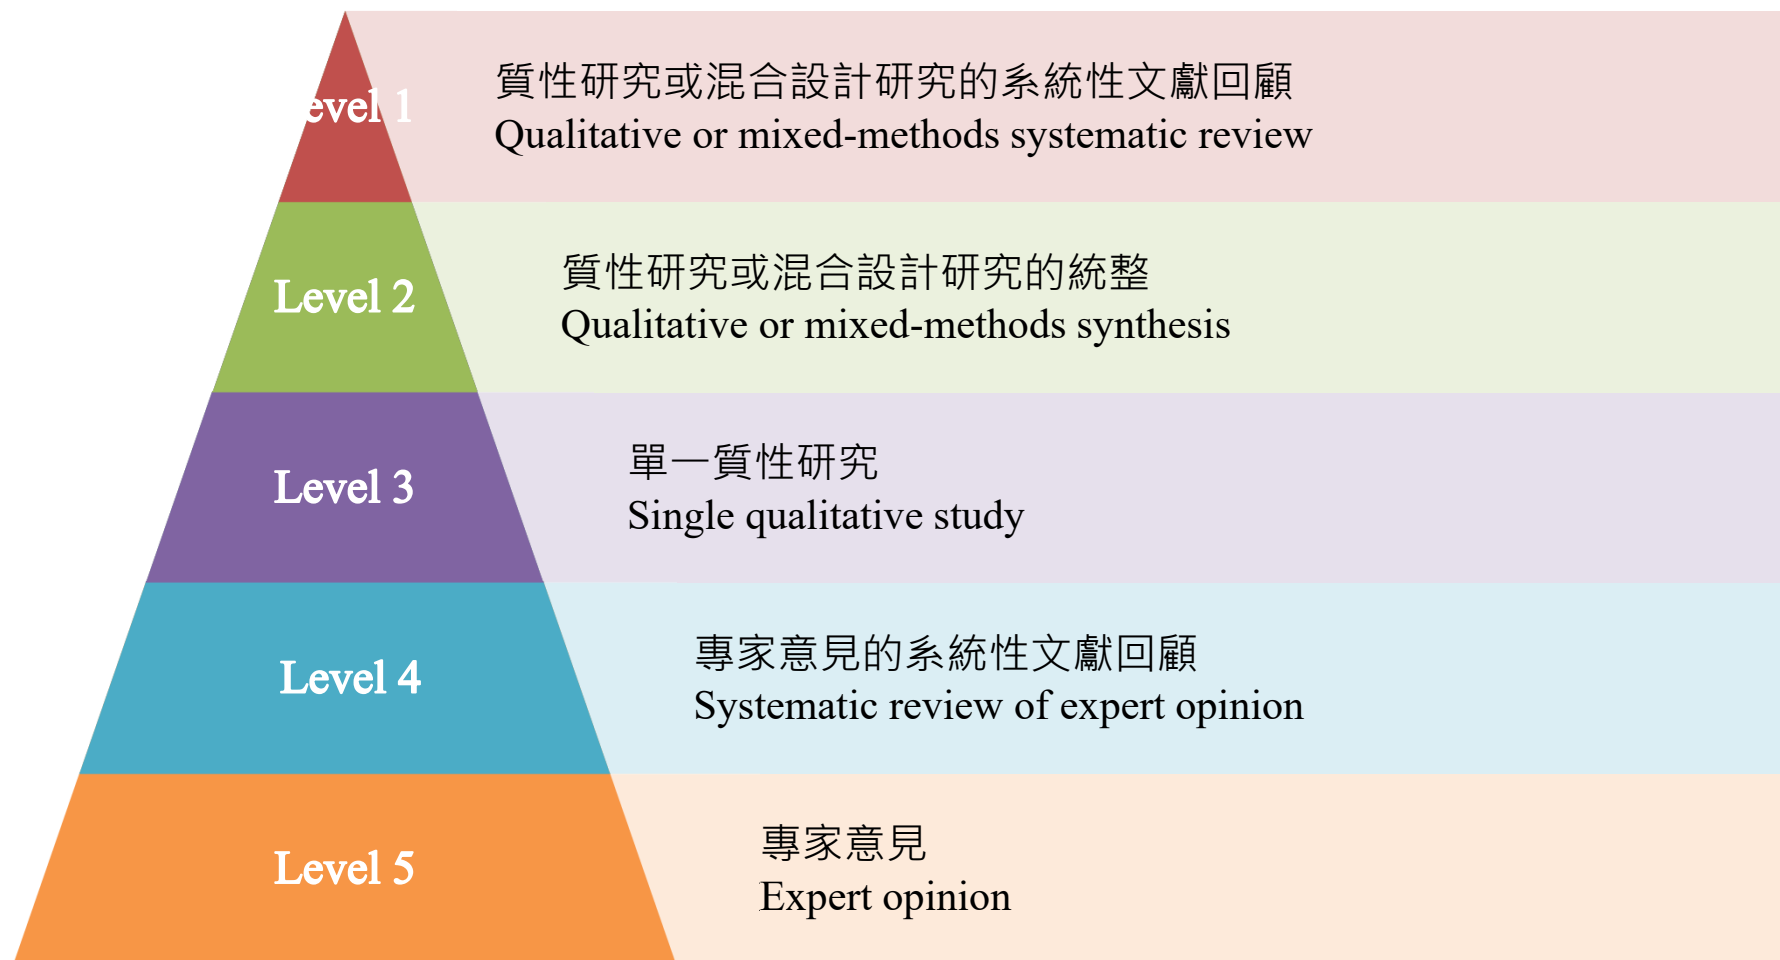 Level 1
質性研究或混合設計研究的系統性文獻回顧
Qualitative or mixed-methods systematic review
Level 2
質性研究或混合設計研究的統整
Qualitative or mixed-methods synthesis
Level 3
單一質性研究
Single qualitative study
Level 4
專家意見的系統性文獻回顧
Systematic review of expert opinion
Level 5
專家意見
Expert opinion